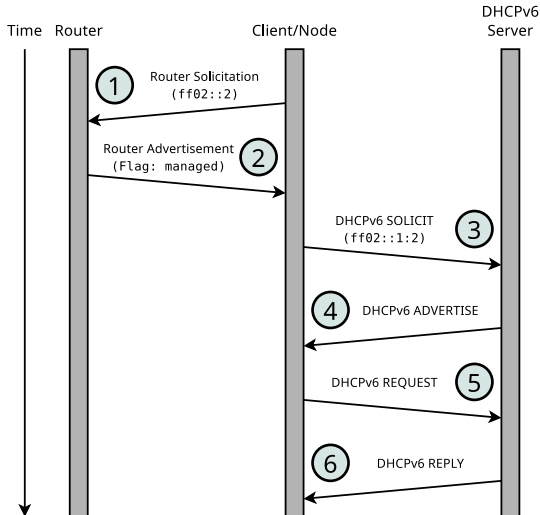 Time
Router
Client/Node
DHCPv6
Server
1
Router Solicitation
(ff02::2)
Router Advertisement
(Flag: managed)
2
DHCPv6 SOLICIT
(ff02::1:2)
3
4
DHCPv6 ADVERTISE
DHCPv6 REQUEST
5
6
DHCPv6 REPLY